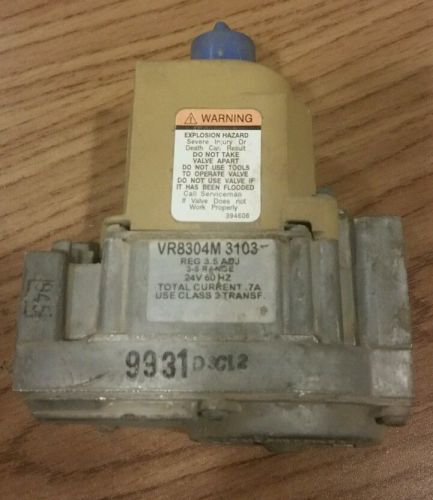 ⚠ WARNING
EXPLOSION HAZARD
Severe Injury Or
Death Can Result
DO NOT TAKE
VALVE APART
DO NOT USE TOOLS
TO OPERATE VALVE
DO NOT USE VALVE IF
IT HAS BEEN FLOODED
Call Serviceman
If Valve Does not
Work Properly
394606
VR8304M 3103
REG 3.5 ADJ
3-5 RANGE
24V 60 HZ
TOTAL CURRENT .7A
USE CLASS 2 TRANSF.
9931